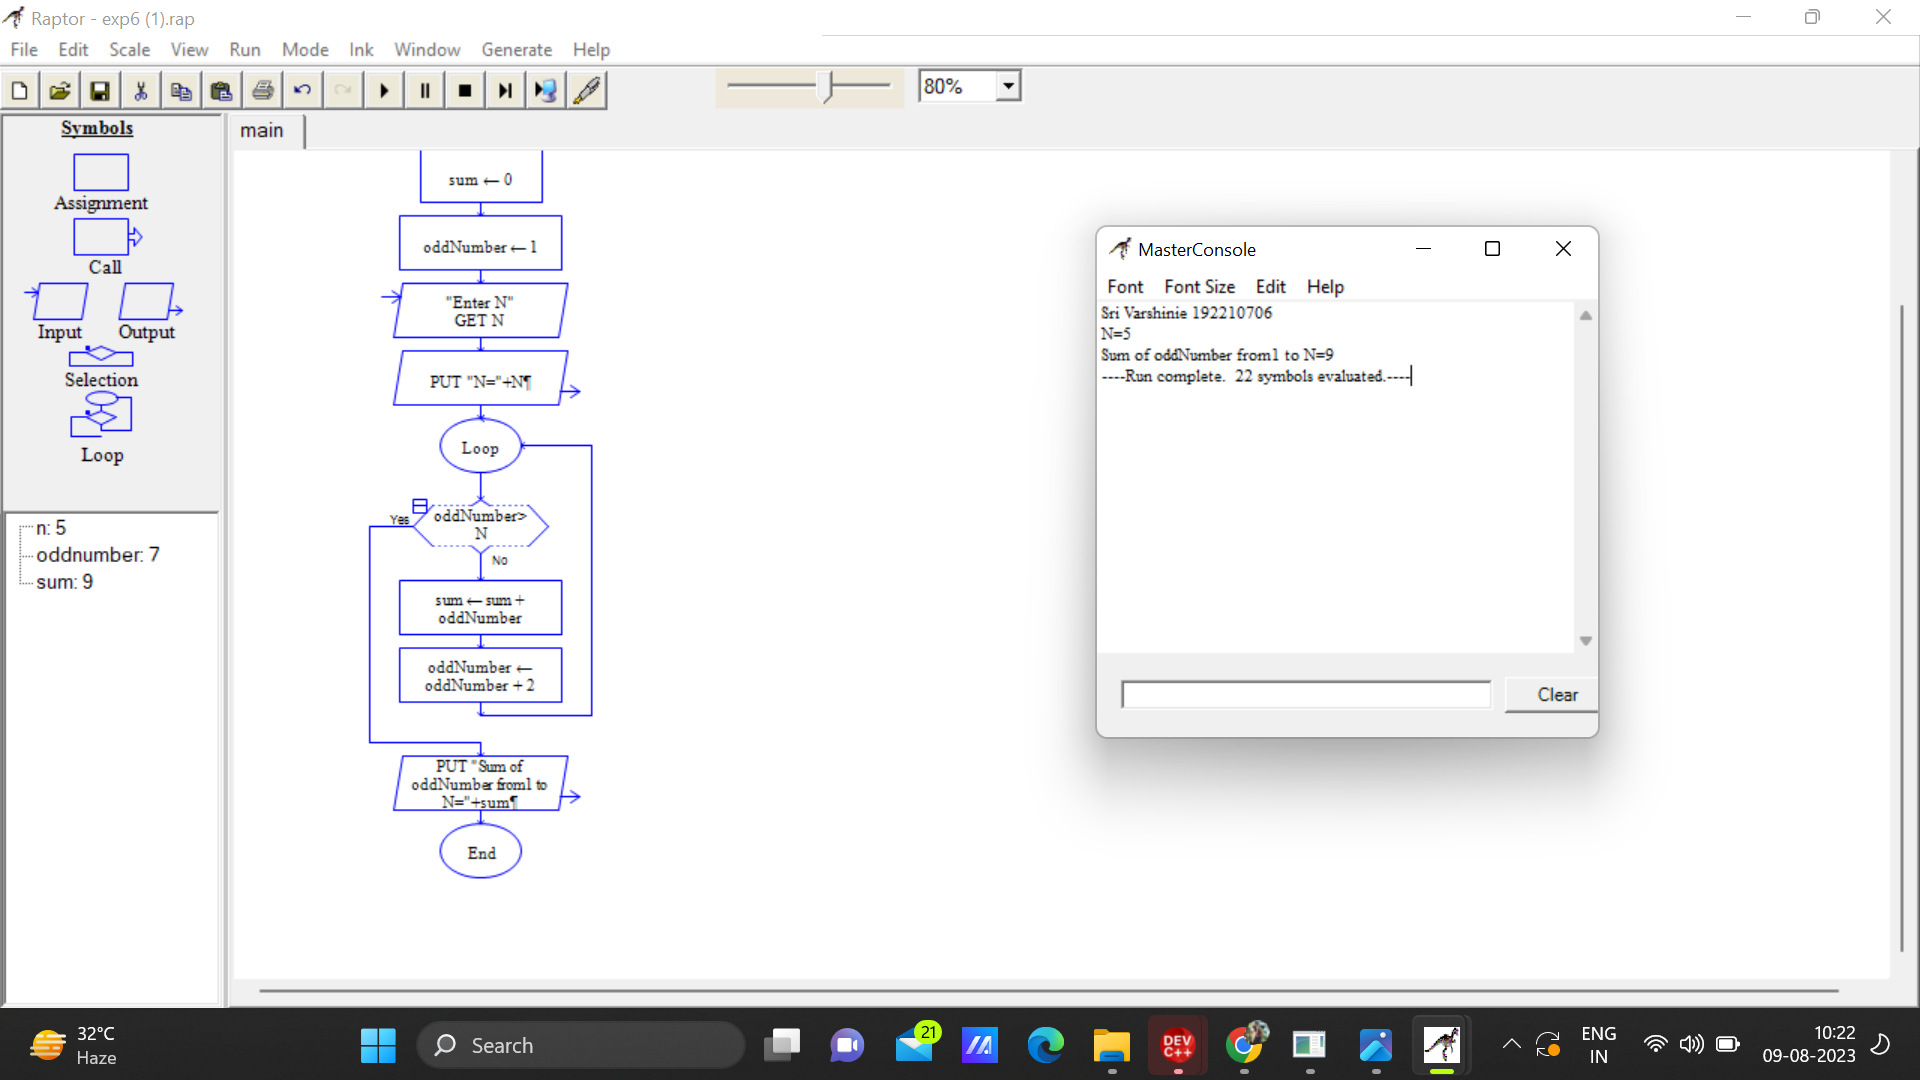 Raptor - exp6 (1).rap
File Edit Scale View Run Mode Ink Window Generate Help
80%
Symbols
Assignment
Call
Input Output
Selection
Loop
n: 5
oddnumber: 7
sum: 9
main
sum ← 0
oddNumber ← 1
"Enter N"
GET N
PUT "N="+N¶
Loop
Yes
oddNumber>
N
No
sum ← sum +
oddNumber
oddNumber ←
oddNumber + 2
PUT "Sum of
oddNumber from1 to
N="+sum¶
End
MasterConsole
Font Font Size Edit Help
Sri Varshinie 192210706
N=5
Sum of oddNumber from1 to N=9
----Run complete.  22 symbols evaluated.----
Clear
32°C
Haze
Search
21
DEV
C++
ENG
IN
10:22
09-08-2023